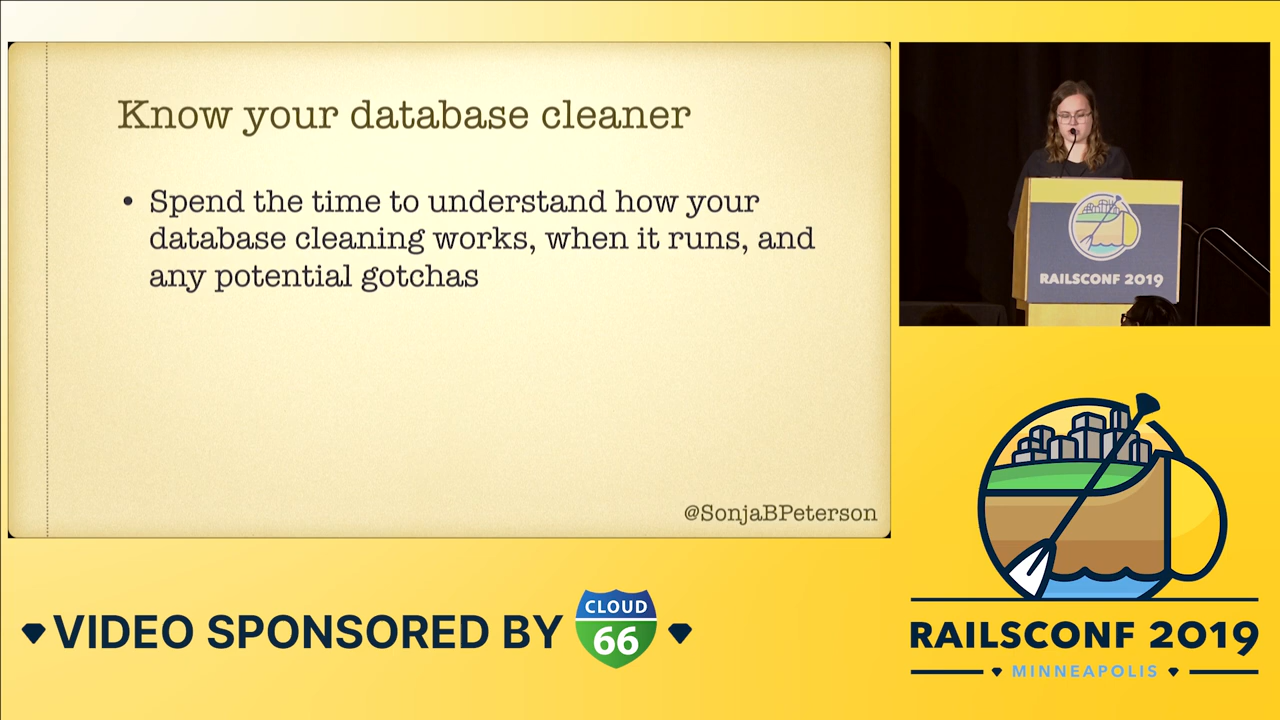 Know your database cleaner
• Spend the time to understand how your
database cleaning works, when it runs, and
any potential gotchas
@SonjaBPeterson
RAILSCONF 2019
VIDEO SPONSORED BY
CLOUD
66
RAILSCONF 2019
MINNEAPOLIS